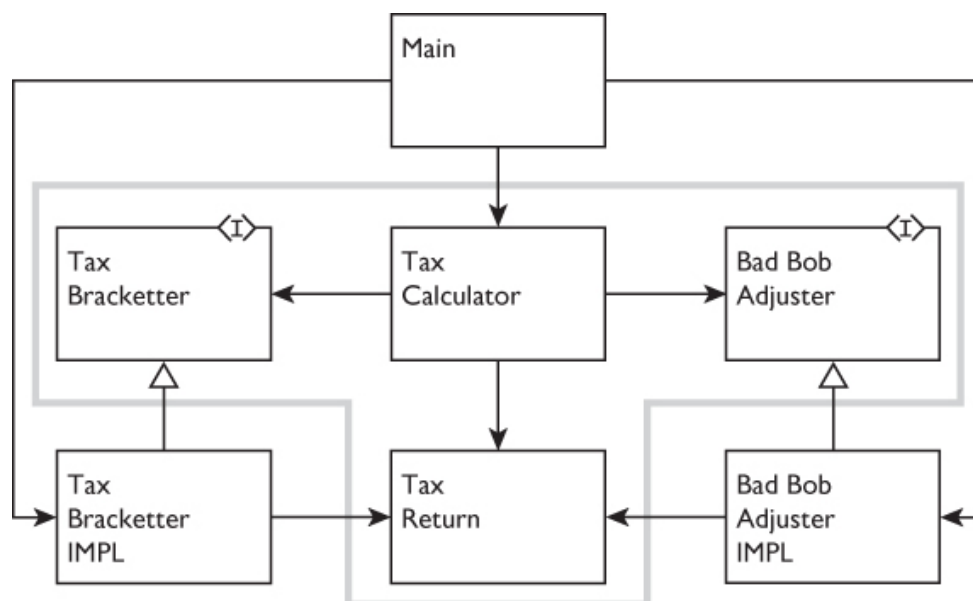 Main
<I>
Tax
Bracketter
Tax
Calculator
<I>
Bad Bob
Adjuster
Tax
Bracketter
IMPL
Tax
Return
Bad Bob
Adjuster
IMPL